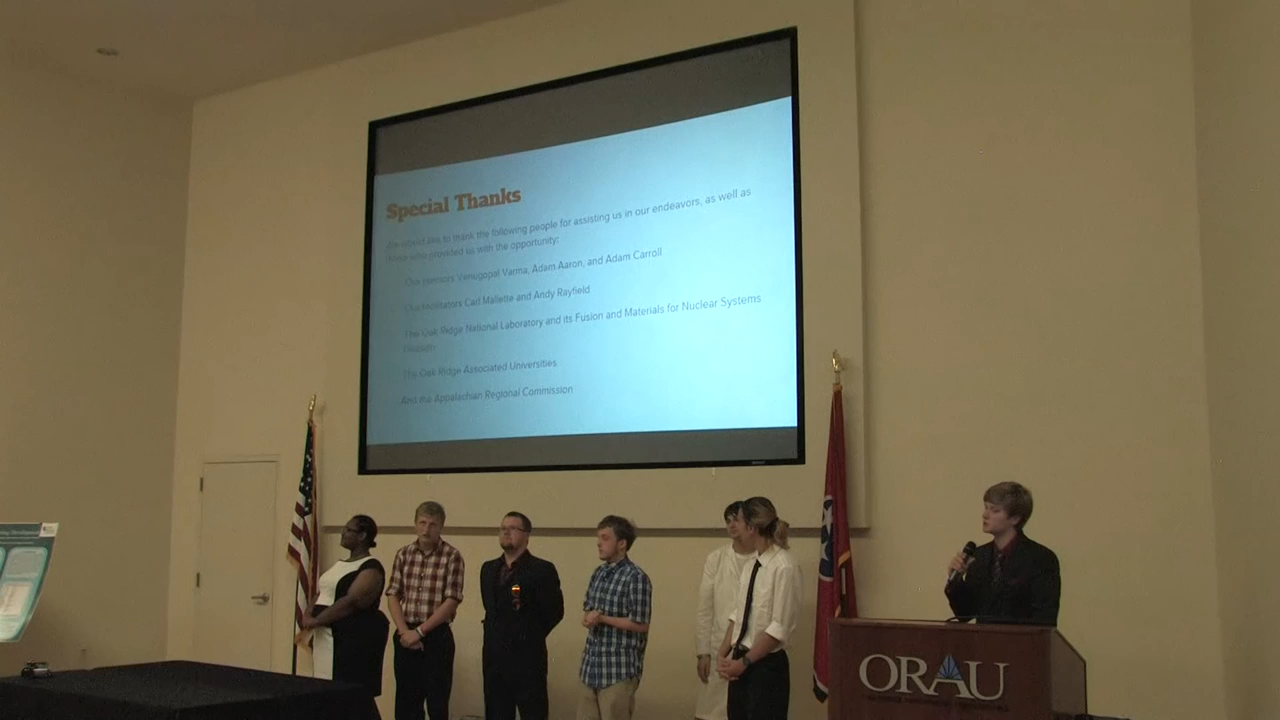 Special Thanks
We would like to thank the following people for assisting us in our endeavors, as well as
those who provided us with the opportunity:
Our mentors Venugopal Varma, Adam Aaron, and Adam Carroll
Our facilitators Carl Mallette and Andy Rayfield
The Oak Ridge National Laboratory and its Fusion and Materials for Nuclear Systems
The Oak Ridge Associated Universities
And the Appalachian Regional Commission
ORAU